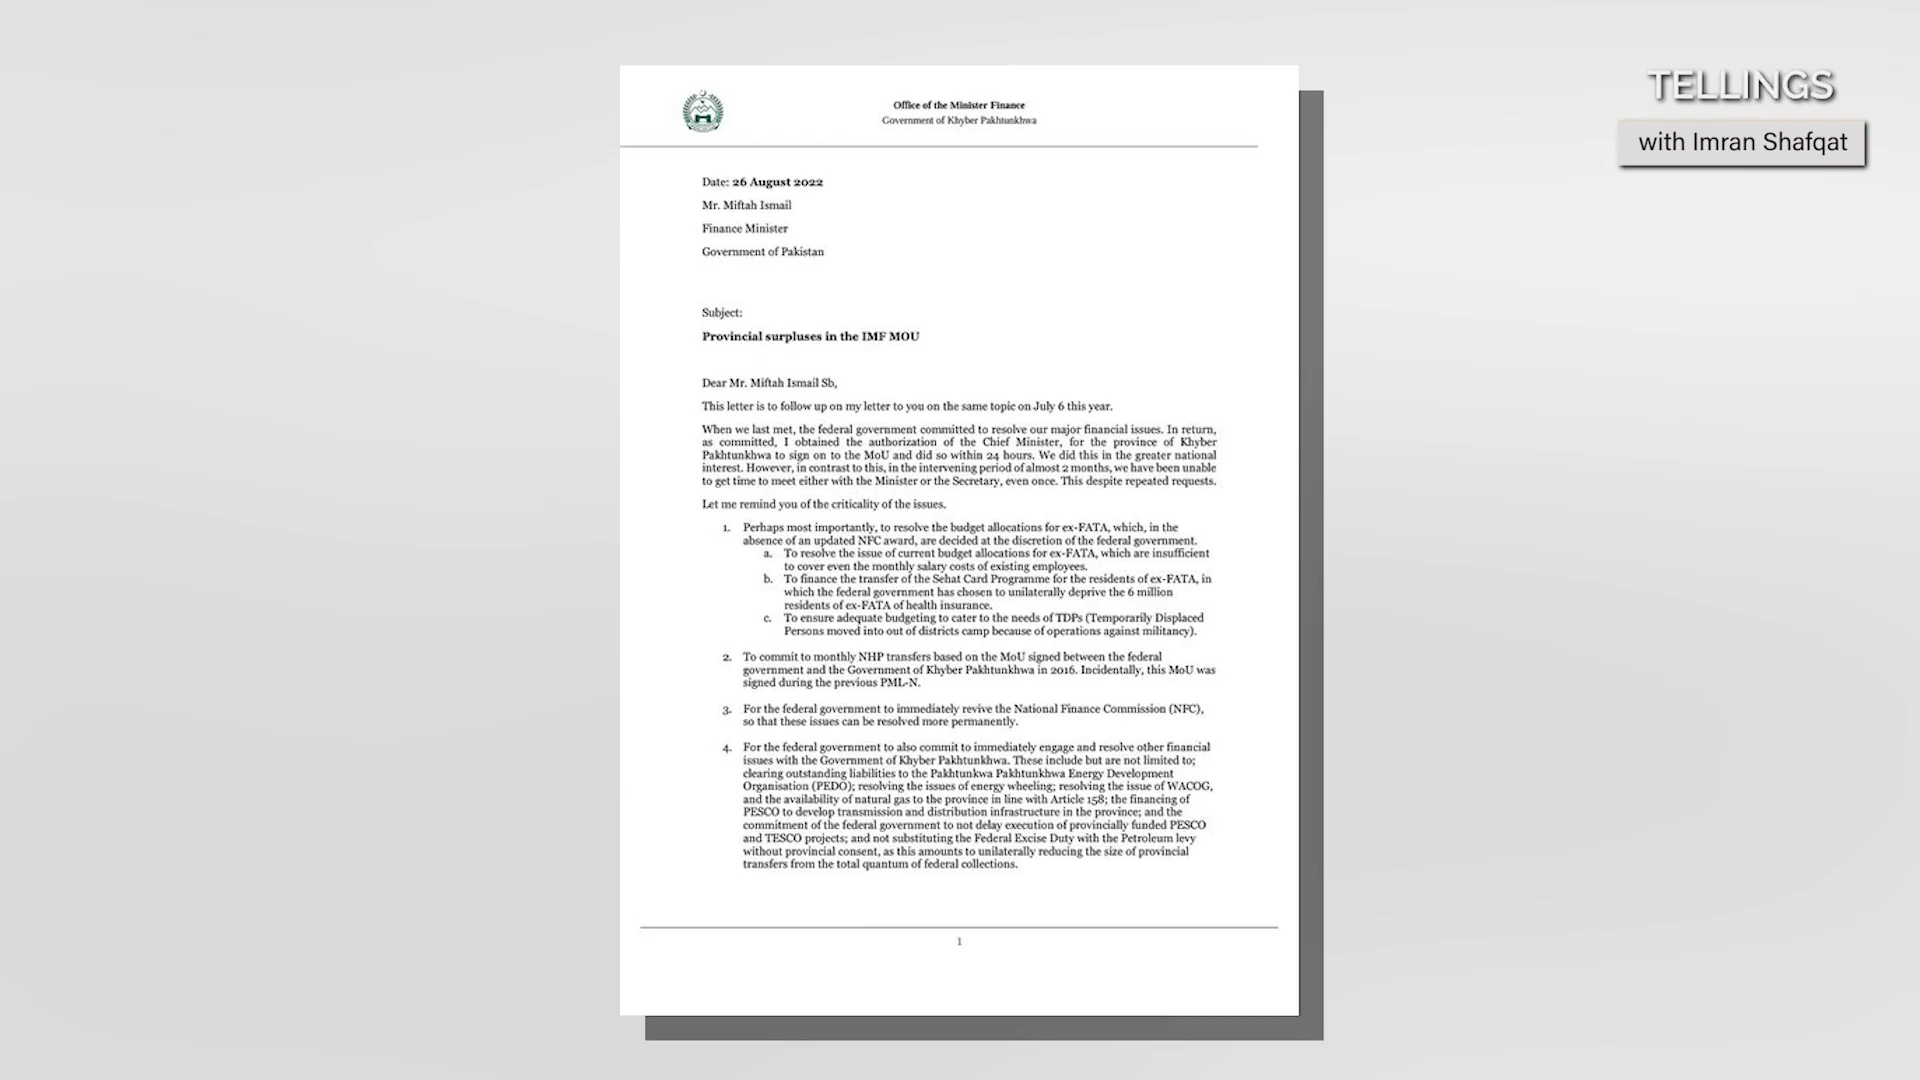 TELLINGS
with Imran Shafqat
Office of the Minister Finance
Government of Khyber Pakhtunkhwa
Date: 26 August 2022
Mr. Miftah Ismail
Finance Minister
Government of Pakistan
Subject:
Provincial surpluses in the IMF MOU
Dear Mr. Miftah Ismail Sb,
This letter is to follow up on my letter to you on the same topic on July 6 this year.
When we last met, the federal government committed to resolve our major financial issues. In return,
as committed, I obtained the authorization of the Chief Minister, for the province of Khyber
Pakhtunkhwa to sign on to the MoU and did so within 24 hours. We did this in the greater national
interest. However, in contrast to this, in the intervening period of almost 2 months, we have been unable
to get time to meet either with the Minister or the Secretary, even once. This despite repeated requests.
Let me remind you of the criticality of the issues.
1. Perhaps most importantly, to resolve the budget allocations for ex-FATA, which, in the
absence of an updated NFC award, are decided at the discretion of the federal government.
a. To resolve the issue of current budget allocations for ex-FATA, which are insufficient
to cover even the monthly salary costs of existing employees.
b. To finance the transfer of the Sehat Card Programme for the residents of ex-FATA, in
which the federal government has chosen to unilaterally deprive the 6 million
residents of ex-FATA of health insurance.
c. To ensure adequate budgeting to cater to the needs of TDPs (Temporarily Displaced
Persons moved into out of districts camp because of operations against militancy).
2. To commit to monthly NHP transfers based on the MoU signed between the federal
government and the Government of Khyber Pakhtunkhwa in 2016. Incidentally, this MoU was
signed during the previous PML-N.
3. For the federal government to immediately revive the National Finance Commission (NFC),
so that these issues can be resolved more permanently.
4. For the federal government to also commit to immediately engage and resolve other financial
issues with the Government of Khyber Pakhtunkhwa. These include but are not limited to;
clearing outstanding liabilities to the Pakhtunkwa Pakhtunkhwa Energy Development
Organisation (PEDO); resolving the issues of energy wheeling; resolving the issue of WACOG,
and the availability of natural gas to the province in line with Article 158; the financing of
PESCO to develop transmission and distribution infrastructure in the province; and the
commitment of the federal government to not delay execution of provincially funded PESCO
and TESCO projects; and not substituting the Federal Excise Duty with the Petroleum levy
without provincial consent, as this amounts to unilaterally reducing the size of provincial
transfers from the total quantum of federal collections.
1